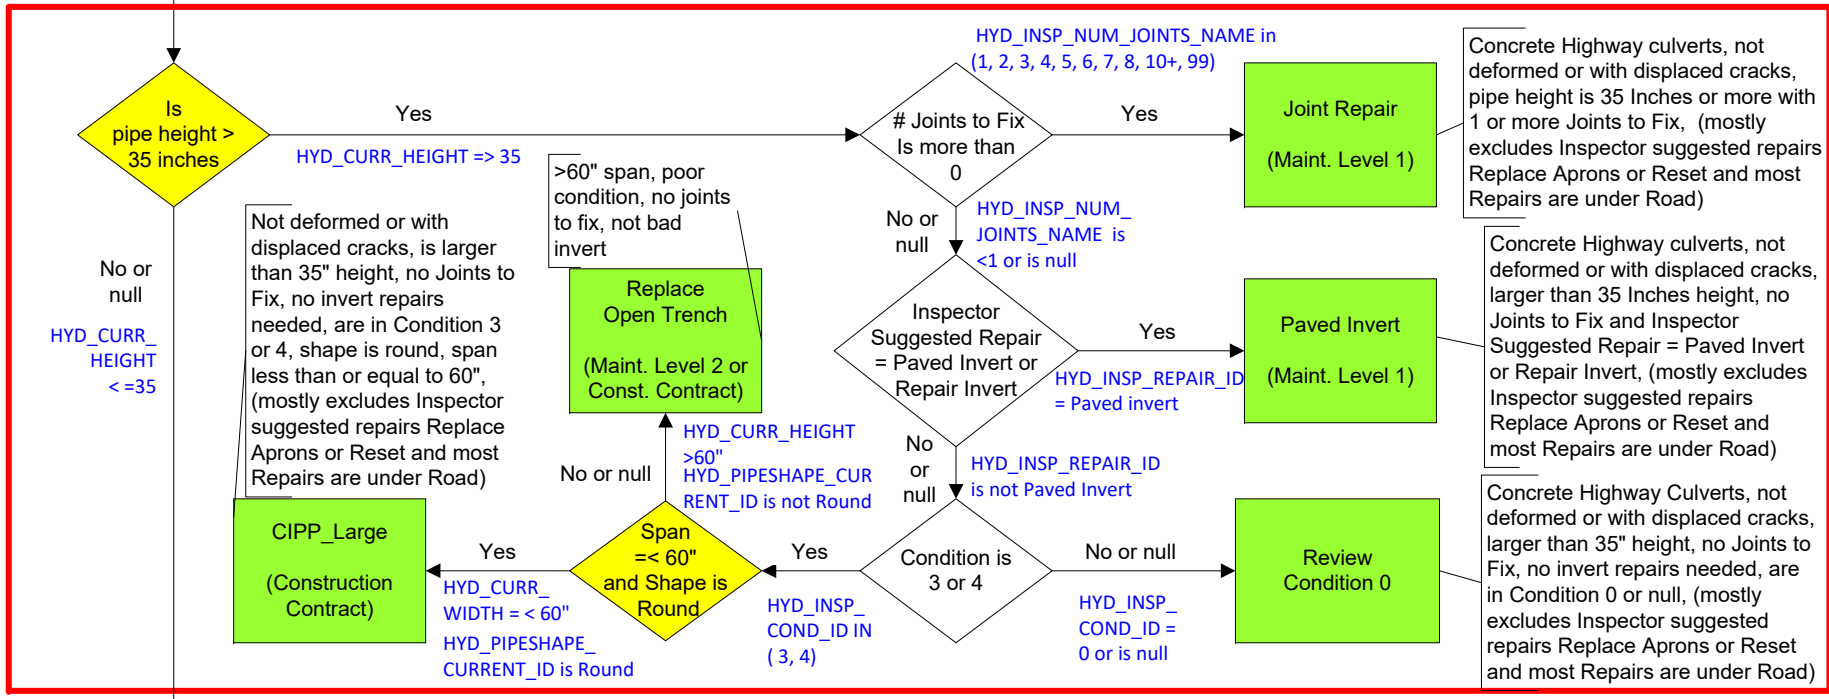 HYD_INSP_NUM_JOINTS_NAME in
(1, 2, 3, 4, 5, 6, 7, 8, 10+, 99)
Is
pipe height >
35 inches
Yes
HYD_CURR_HEIGHT => 35
# Joints to Fix
Is more than
0
Yes
Joint Repair
(Maint. Level 1)
Concrete Highway culverts, not
deformed or with displaced cracks,
pipe height is 35 Inches or more with
1 or more Joints to Fix,  (mostly
excludes Inspector suggested repairs
Replace Aprons or Reset and most
Repairs are under Road)
No or
null
HYD_CURR_
HEIGHT
< =35
Not deformed or with
displaced cracks, is larger
than 35" height, no Joints to
Fix, no invert repairs
needed, are in Condition 3
or 4, shape is round, span
less than or equal to 60",
(mostly excludes Inspector
suggested repairs Replace
Aprons or Reset and most
Repairs are under Road)
>60" span, poor
condition, no joints
to fix, not bad
invert
Replace
Open Trench
(Maint. Level 2 or
Const. Contract)
No or
null
HYD_INSP_NUM_
JOINTS_NAME  is
<1 or is null
Inspector
Suggested Repair
= Paved Invert or
Repair Invert
Yes
HYD_INSP_REPAIR_ID
= Paved invert
Paved Invert
(Maint. Level 1)
Concrete Highway culverts, not
deformed or with displaced cracks,
larger than 35 Inches height, no
Joints to Fix and Inspector
Suggested Repair = Paved Invert
or Repair Invert, (mostly excludes
Inspector suggested repairs
Replace Aprons or Reset and
most Repairs are under Road)
No or null
HYD_CURR_HEIGHT
>60"
HYD_PIPESHAPE_CUR
RENT_ID is not Round
No
or
null
HYD_INSP_REPAIR_ID
is not Paved Invert
CIPP_Large
(Construction
Contract)
Yes
HYD_CURR_
WIDTH = < 60"
HYD_PIPESHAPE_
CURRENT_ID is Round
Span
=< 60"
and Shape is
Round
Yes
HYD_INSP_
COND_ID IN
( 3, 4)
Condition is
3 or 4
No or null
HYD_INSP_
COND_ID =
0 or is null
Review
Condition 0
Concrete Highway Culverts, not
deformed or with displaced cracks,
larger than 35" height, no Joints to
Fix, no invert repairs needed, are
in Condition 0 or null, (mostly
excludes Inspector suggested
repairs Replace Aprons or Reset
and most Repairs are under Road)